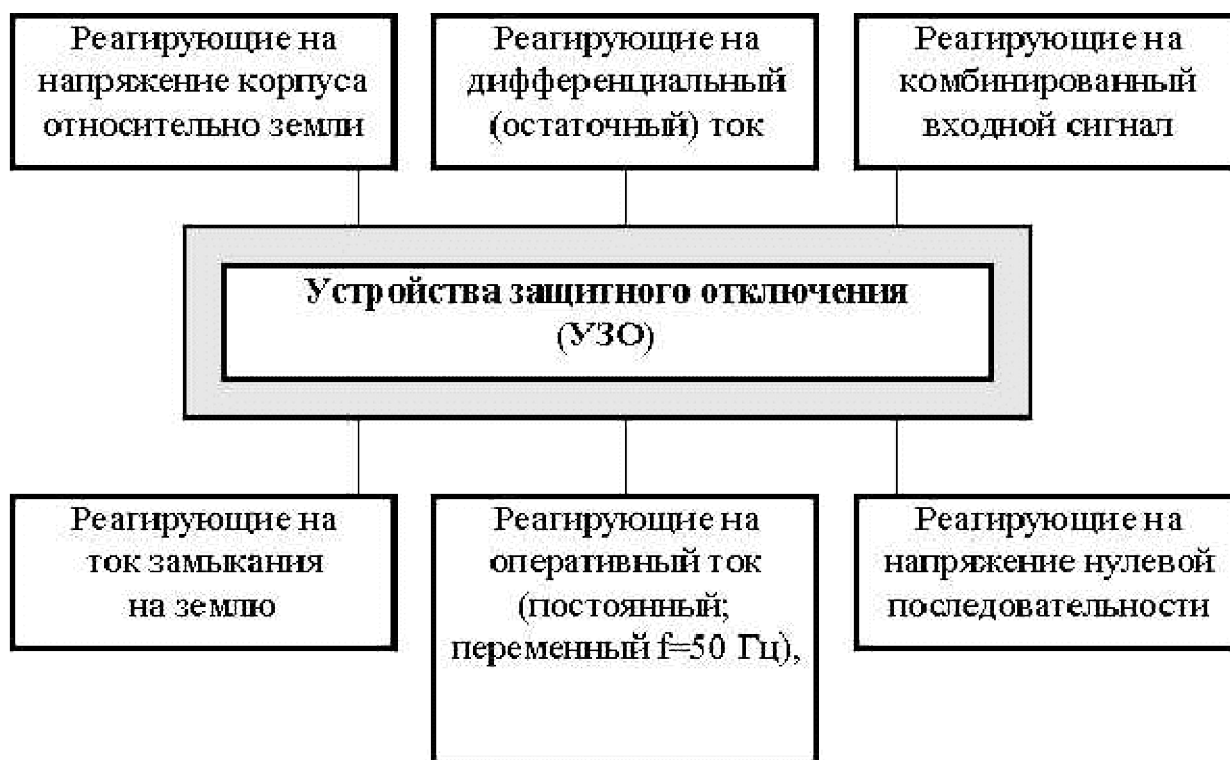 Реагирующие на
напряжение корпуса
относительно земли
Реагирующие на
дифференциальный
(остаточный) ток
Реагирующие на
комбинированный
входной сигнал
Устройства защитного отключения
(УЗО)
Реагирующие на
ток замыкания
на землю
Реагирующие на
оперативный ток
(постоянный;
переменный f=50 Гц),
Реагирующие на
напряжение нулевой
последовательности